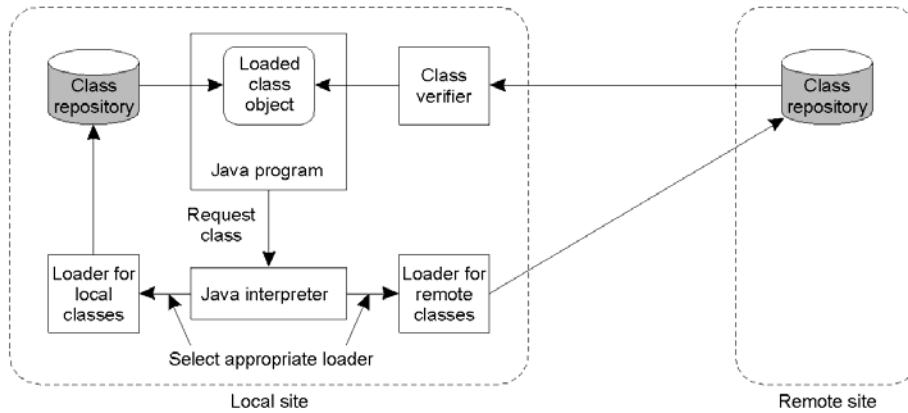 Class
repository
Loaded
class
object
Class
verifier
Class
repository
Java program
Request
class
Loader for
local
classes
Java interpreter
Loader for
remote
classes
Select appropriate loader
Local site
Remote site